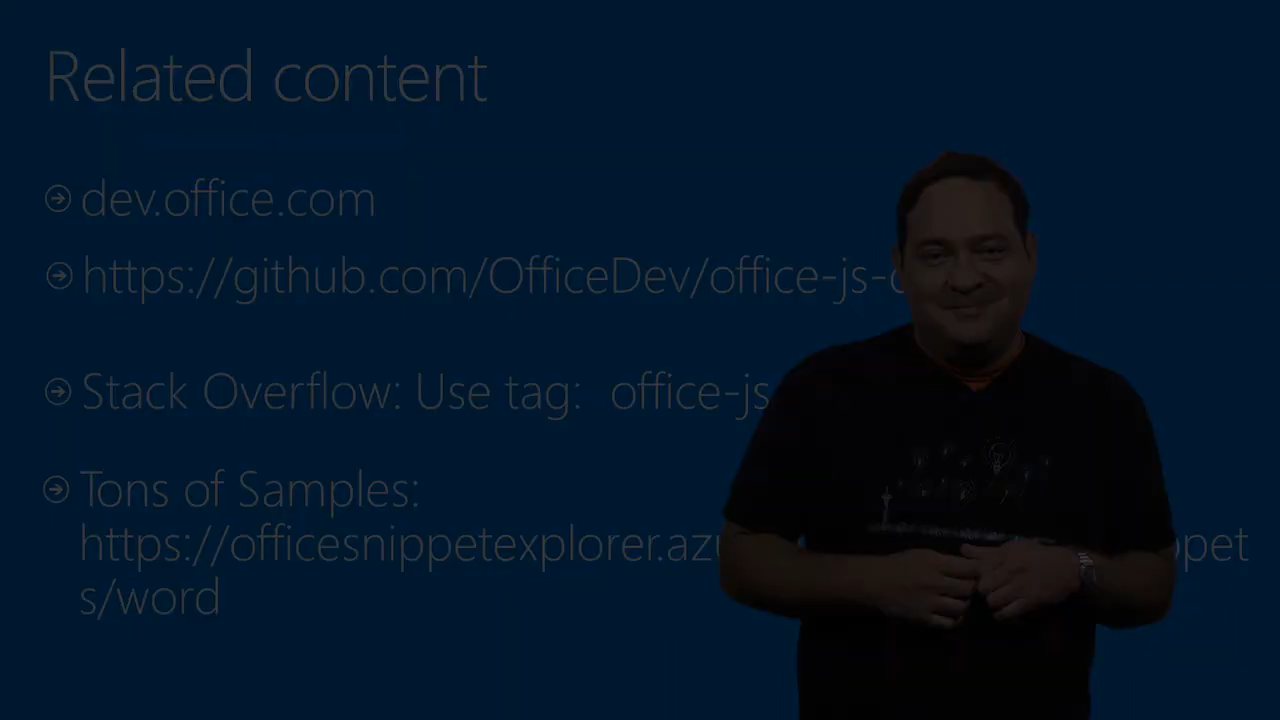 Related content
dev.office.com
https://github.com/OfficeDev/office-js-
Stack Overflow: Use tag: office-js
Tons of Samples:
https://officesnippetexplorer.az
s/word